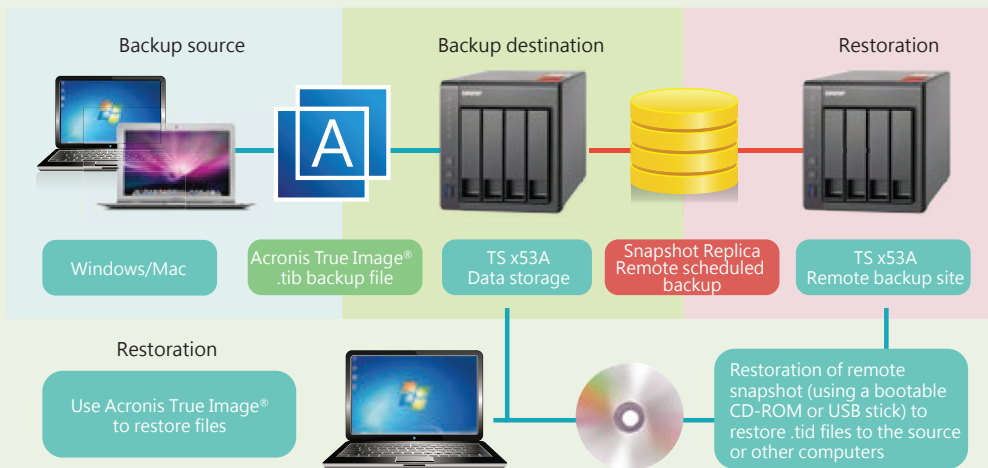 Backup source
Backup destination
Restoration
A
Windows/Mac
Acronis True Image®
.tib backup file
TS x53A
Data storage
Snapshot Replica
Remote scheduled
backup
TS x53A
Remote backup site
Restoration
Use Acronis True Image®
to restore files
Restoration of remote
snapshot (using a bootable
CD-ROM or USB stick) to
restore .tid files to the source
or other computers